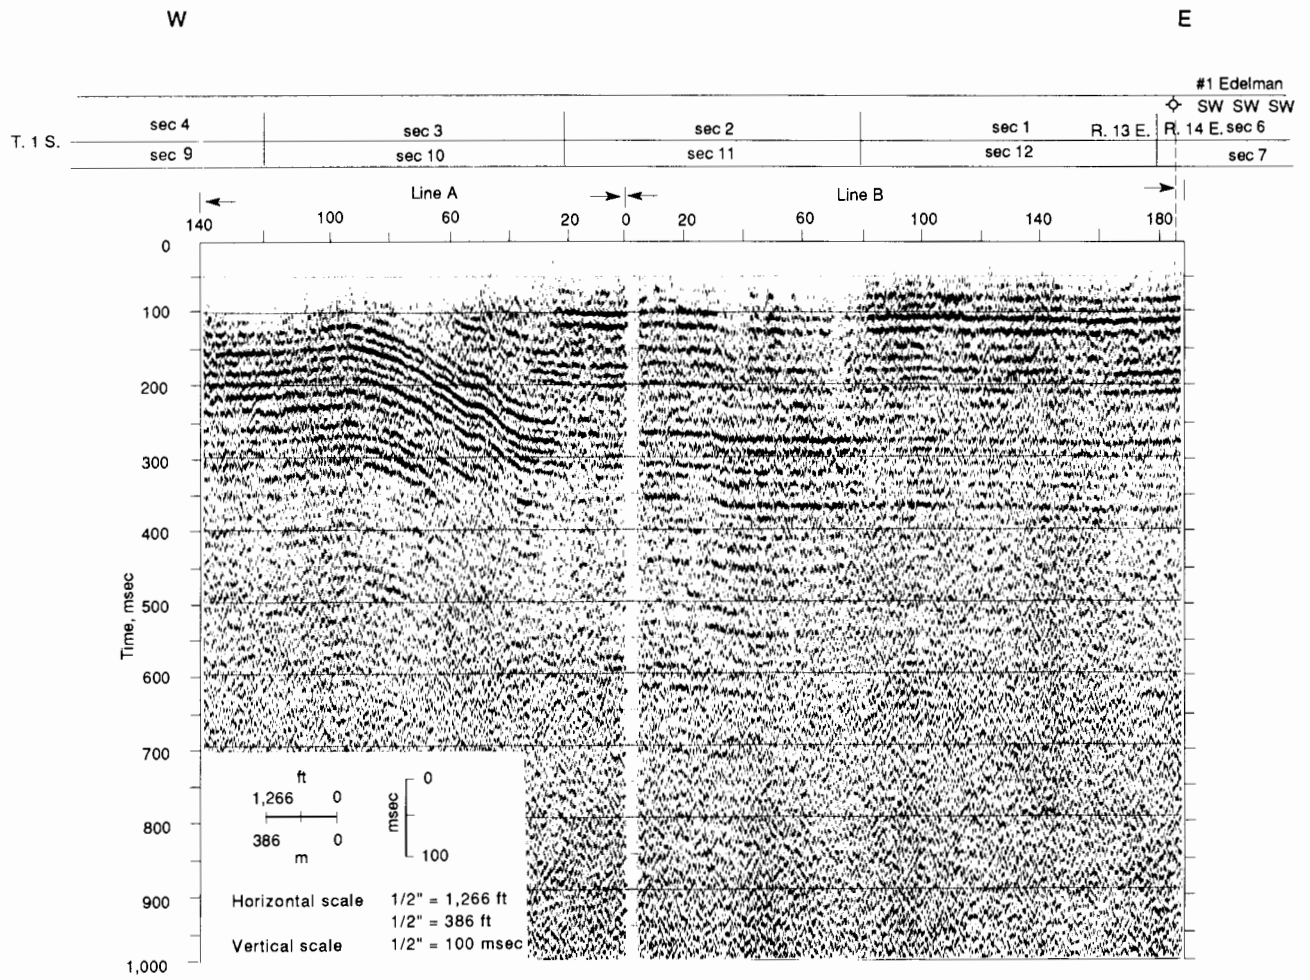 W E
#1 Edelman
SW SW SW
sec 4 sec 3 sec 2 sec 1 R. 13 E. R. 14 E. sec 6
T. 1 S.
sec 9 sec 10 sec 11 sec 12 sec 7
Line A Line B
140 100 60 20 0 20 60 100 140 180
0
100
200
300
400
500
600
700
800
900
1,000
Time, msec
ft
1,266 0
386 0
m
0
msec
100
Horizontal scale 1/2" = 1,266 ft
1/2" = 386 ft
Vertical scale 1/2" = 100 msec